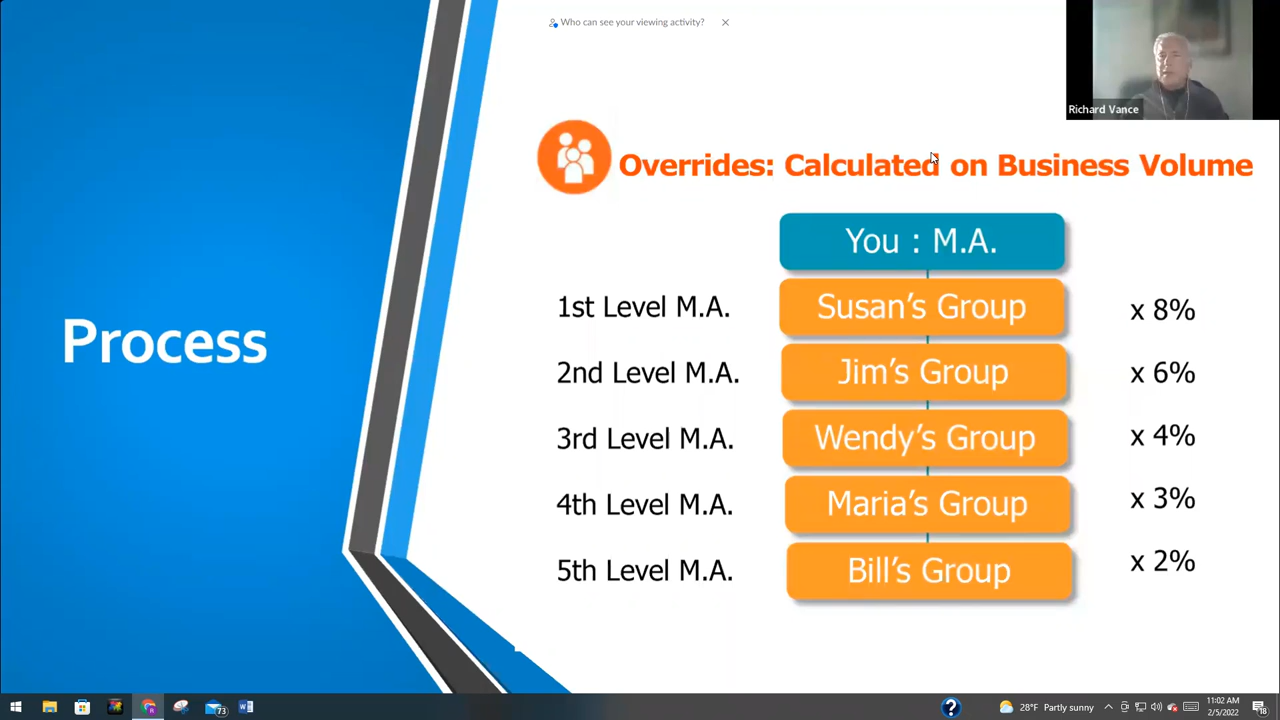 Who can see your viewing activity?
Richard Vance
Overrides: Calculated on Business Volume
You : M.A.
1st Level M.A. Susan's Group x 8%
Process
2nd Level M.A. Jim's Group x 6%
3rd Level M.A. Wendy's Group x 4%
4th Level M.A. Maria's Group x 3%
5th Level M.A. Bill's Group x 2%
73
28°F Partly sunny
11:02 AM
2/5/2022
18